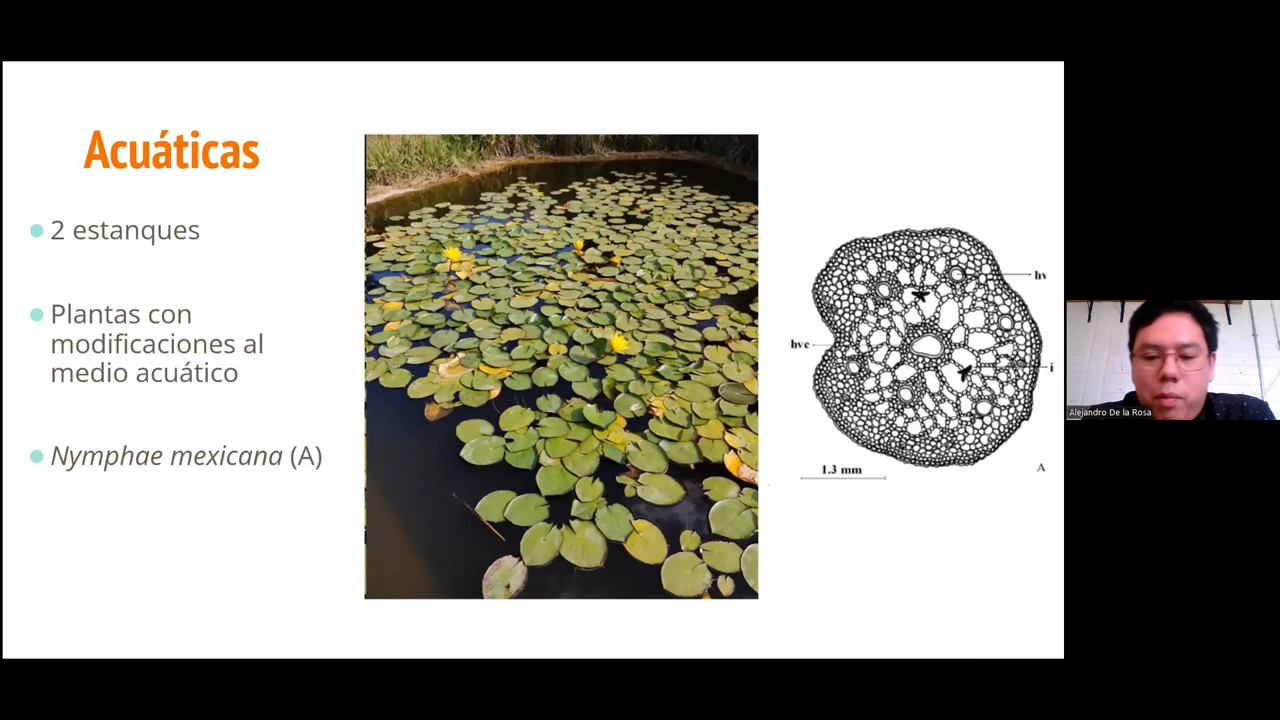 Acuáticas
2 estanques
Plantas con
modificaciones al
medio acuático
Nymphae mexicana (A)
hv
hvc
i
1.3 mm
A
Alejandro De la Rosa